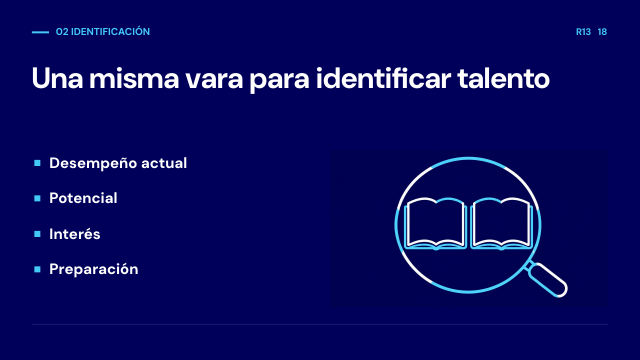 02 IDENTIFICACIÓN
R13 18
Una misma vara para identificar talento
Desempeño actual
Potencial
Interés
Preparación